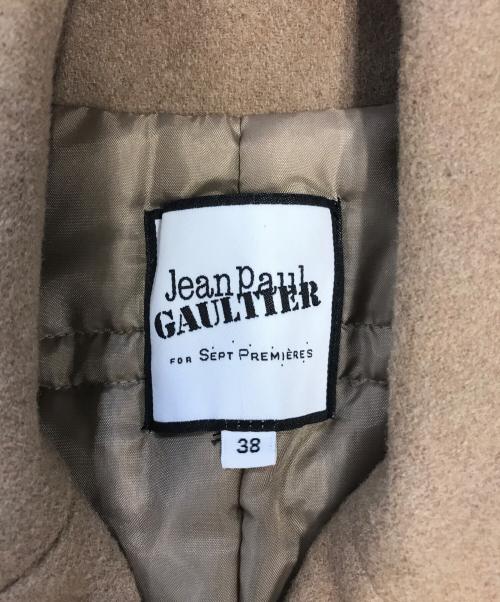 Jean Paul
GAULTIER
FOR SEPT PREMIÈRES
38